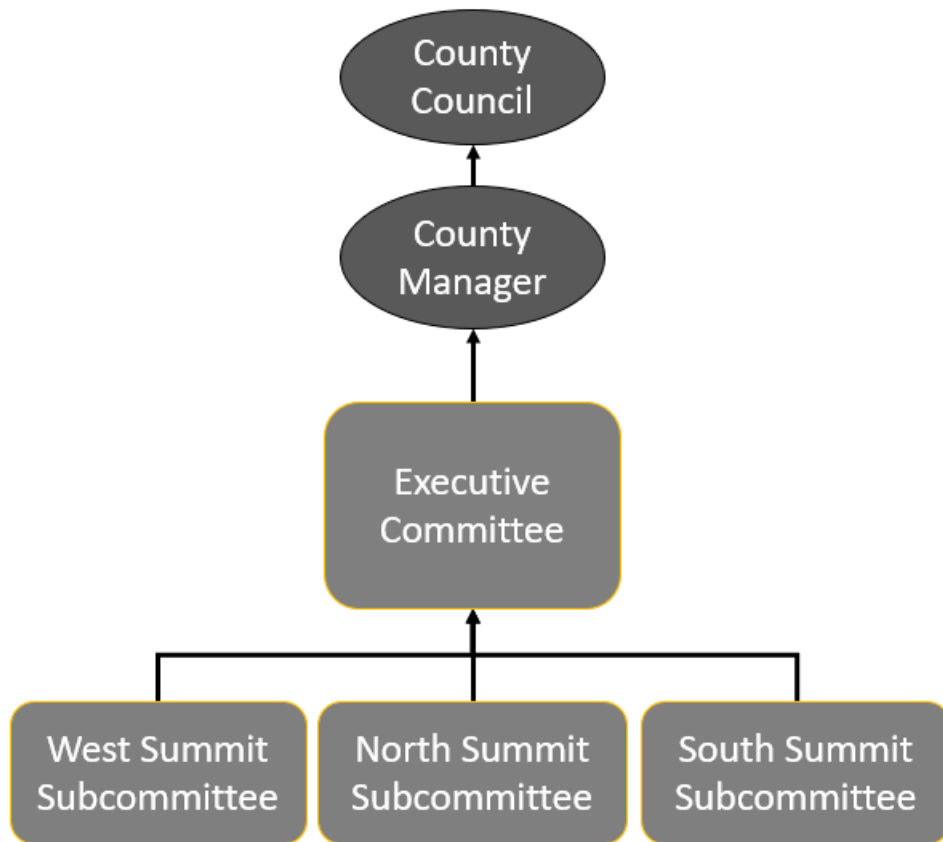 County
Council
County
Manager
Executive
Committee
West Summit
Subcommittee
North Summit
Subcommittee
South Summit
Subcommittee